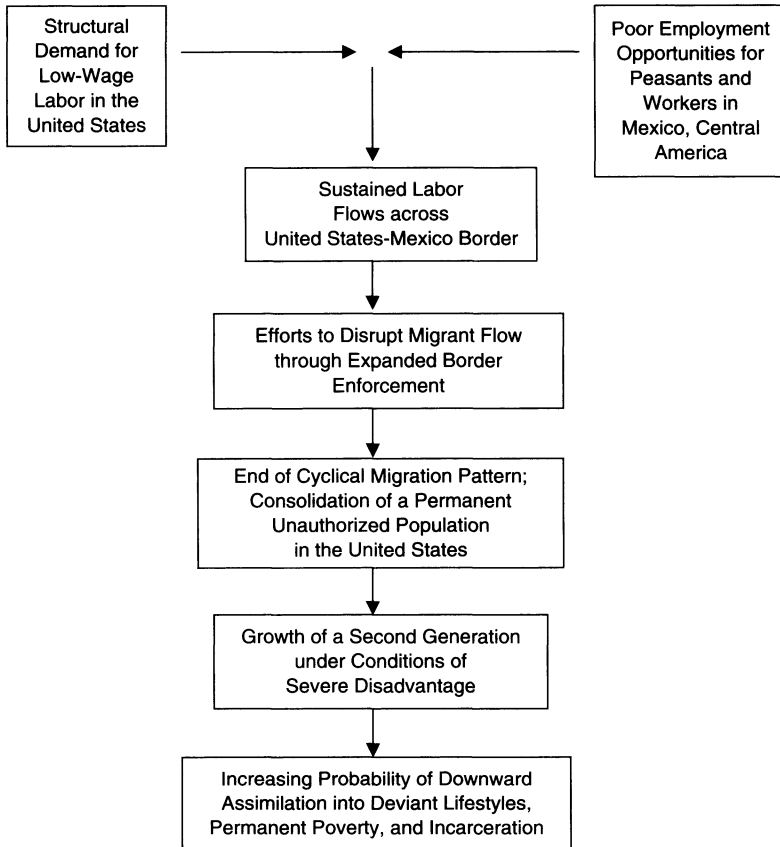 Structural
Demand for
Low-Wage
Labor in the
United States
Poor Employment
Opportunities for
Peasants and
Workers in
Mexico, Central
America
Sustained Labor
Flows across
United States-Mexico Border
Efforts to Disrupt Migrant Flow
through Expanded Border
Enforcement
End of Cyclical Migration Pattern;
Consolidation of a Permanent
Unauthorized Population
in the United States
Growth of a Second Generation
under Conditions of
Severe Disadvantage
Increasing Probability of Downward
Assimilation into Deviant Lifestyles,
Permanent Poverty, and Incarceration